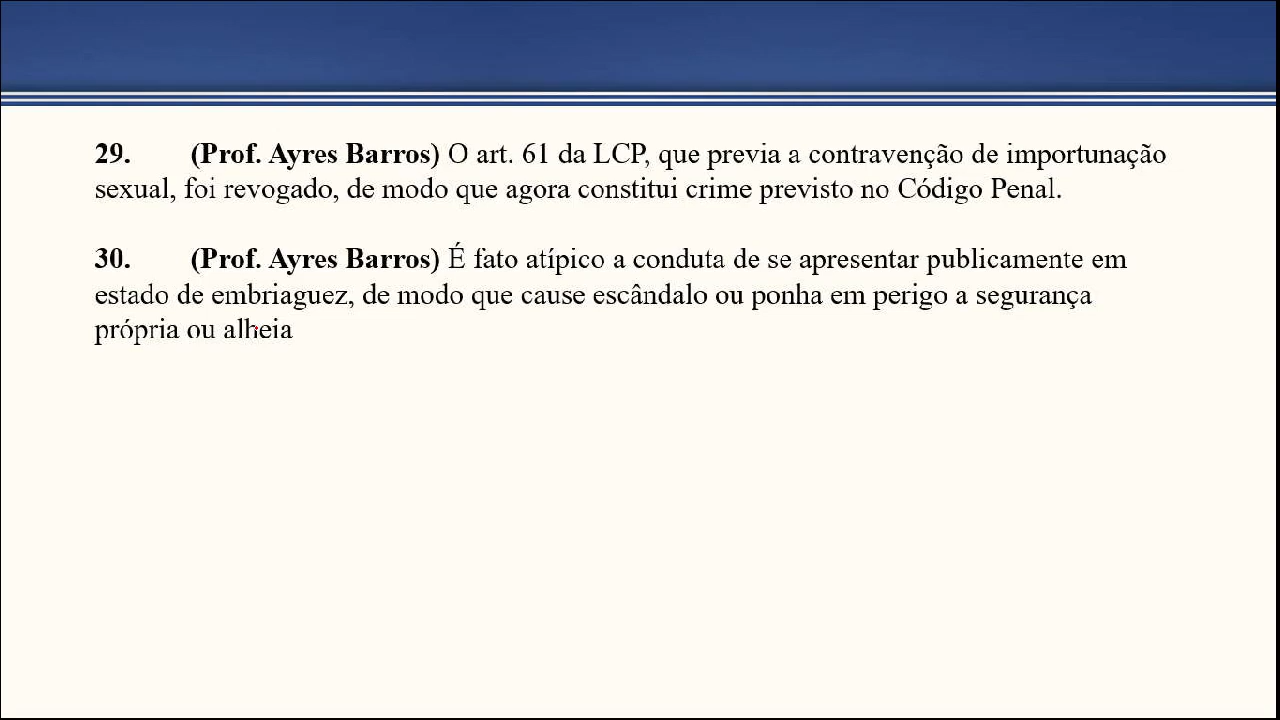 29. (Prof. Ayres Barros) O art. 61 da LCP, que previa a contravenção de importunação
sexual, foi revogado, de modo que agora constitui crime previsto no Código Penal.
30. (Prof. Ayres Barros) É fato atípico a conduta de se apresentar publicamente em
estado de embriaguez, de modo que cause escândalo ou ponha em perigo a segurança
própria ou alheia